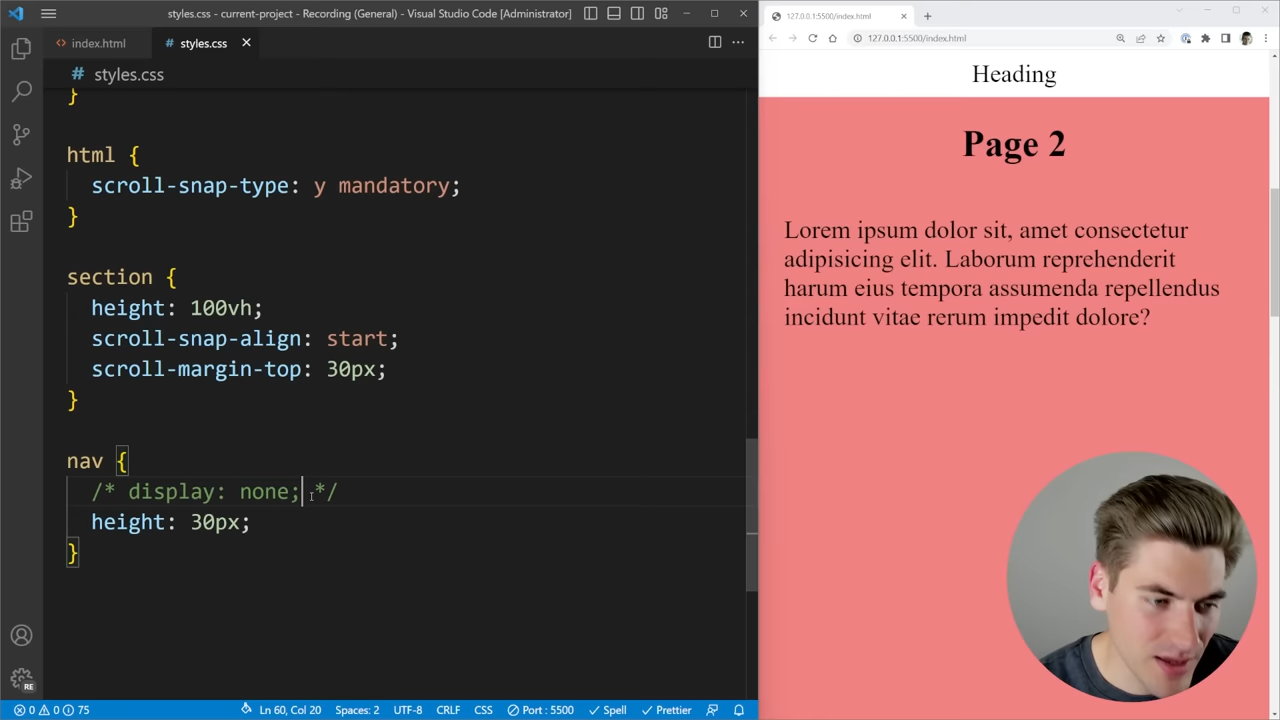 styles.css - current-project - Recording (General) - Visual Studio Code [Administrator]
index.html
styles.css
# styles.css
}
html {
scroll-snap-type: y mandatory;
}
section {
height: 100vh;
scroll-snap-align: start;
scroll-margin-top: 30px;
}
nav {
/* display: none; */
height: 30px;
}
RE
0 0 75
Ln 60, Col 20
Spaces: 2
UTF-8
CRLF
CSS
Port : 5500
Spell
Prettier
127.0.0.1:5500/index.html
127.0.0.1:5500/index.html
Heading
Page 2
Lorem ipsum dolor sit, amet consectetur
adipisicing elit. Laborum reprehenderit
harum eius tempora assumenda repellendus
incidunt vitae rerum impedit dolore?